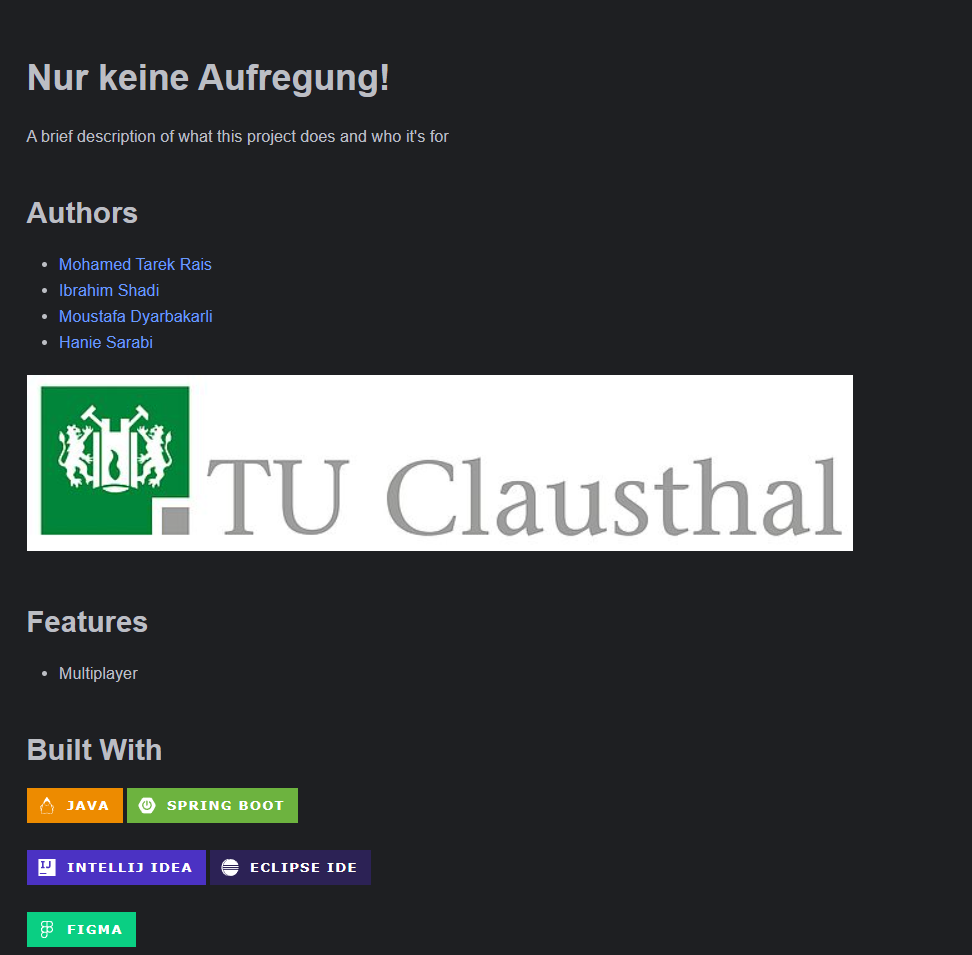 Nur keine Aufregung!
A brief description of what this project does and who it's for
Authors
Mohamed Tarek Rais
Ibrahim Shadi
Moustafa Dyarbakarli
Hanie Sarabi
TU Clausthal
Features
Multiplayer
Built With
JAVA SPRING BOOT
IJ INTELLIJ IDEA ECLIPSE IDE
FIGMA